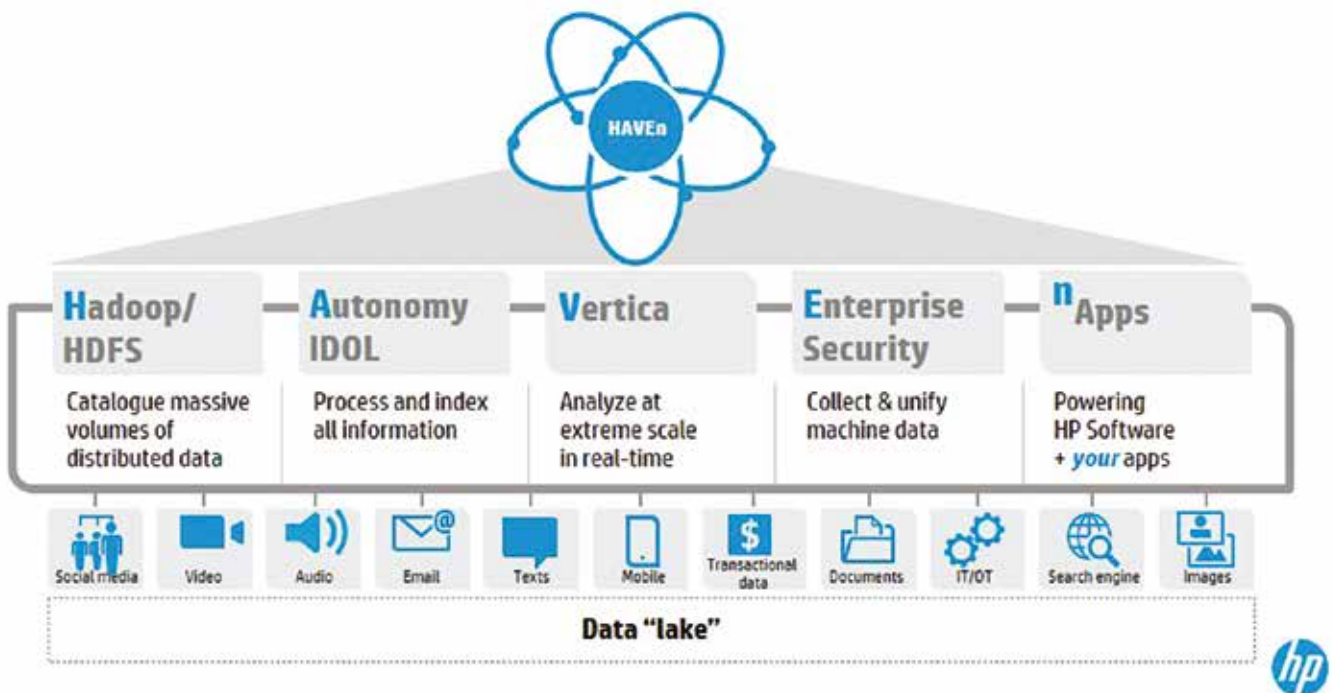 HAVEn
Hadoop/
HDFS
Catalogue massive
volumes of
distributed data
Autonomy
IDOL
Process and index
all information
Vertica
Analyze at
extreme scale
in real-time
Enterprise
Security
Collect & unify
machine data
n Apps
Powering
HP Software
+ your apps
Social media
Video
Audio
@
Email
Texts
Mobile
$
Transactional
data
Documents
IT/OT
Search engine
Images
Data “lake”
hp